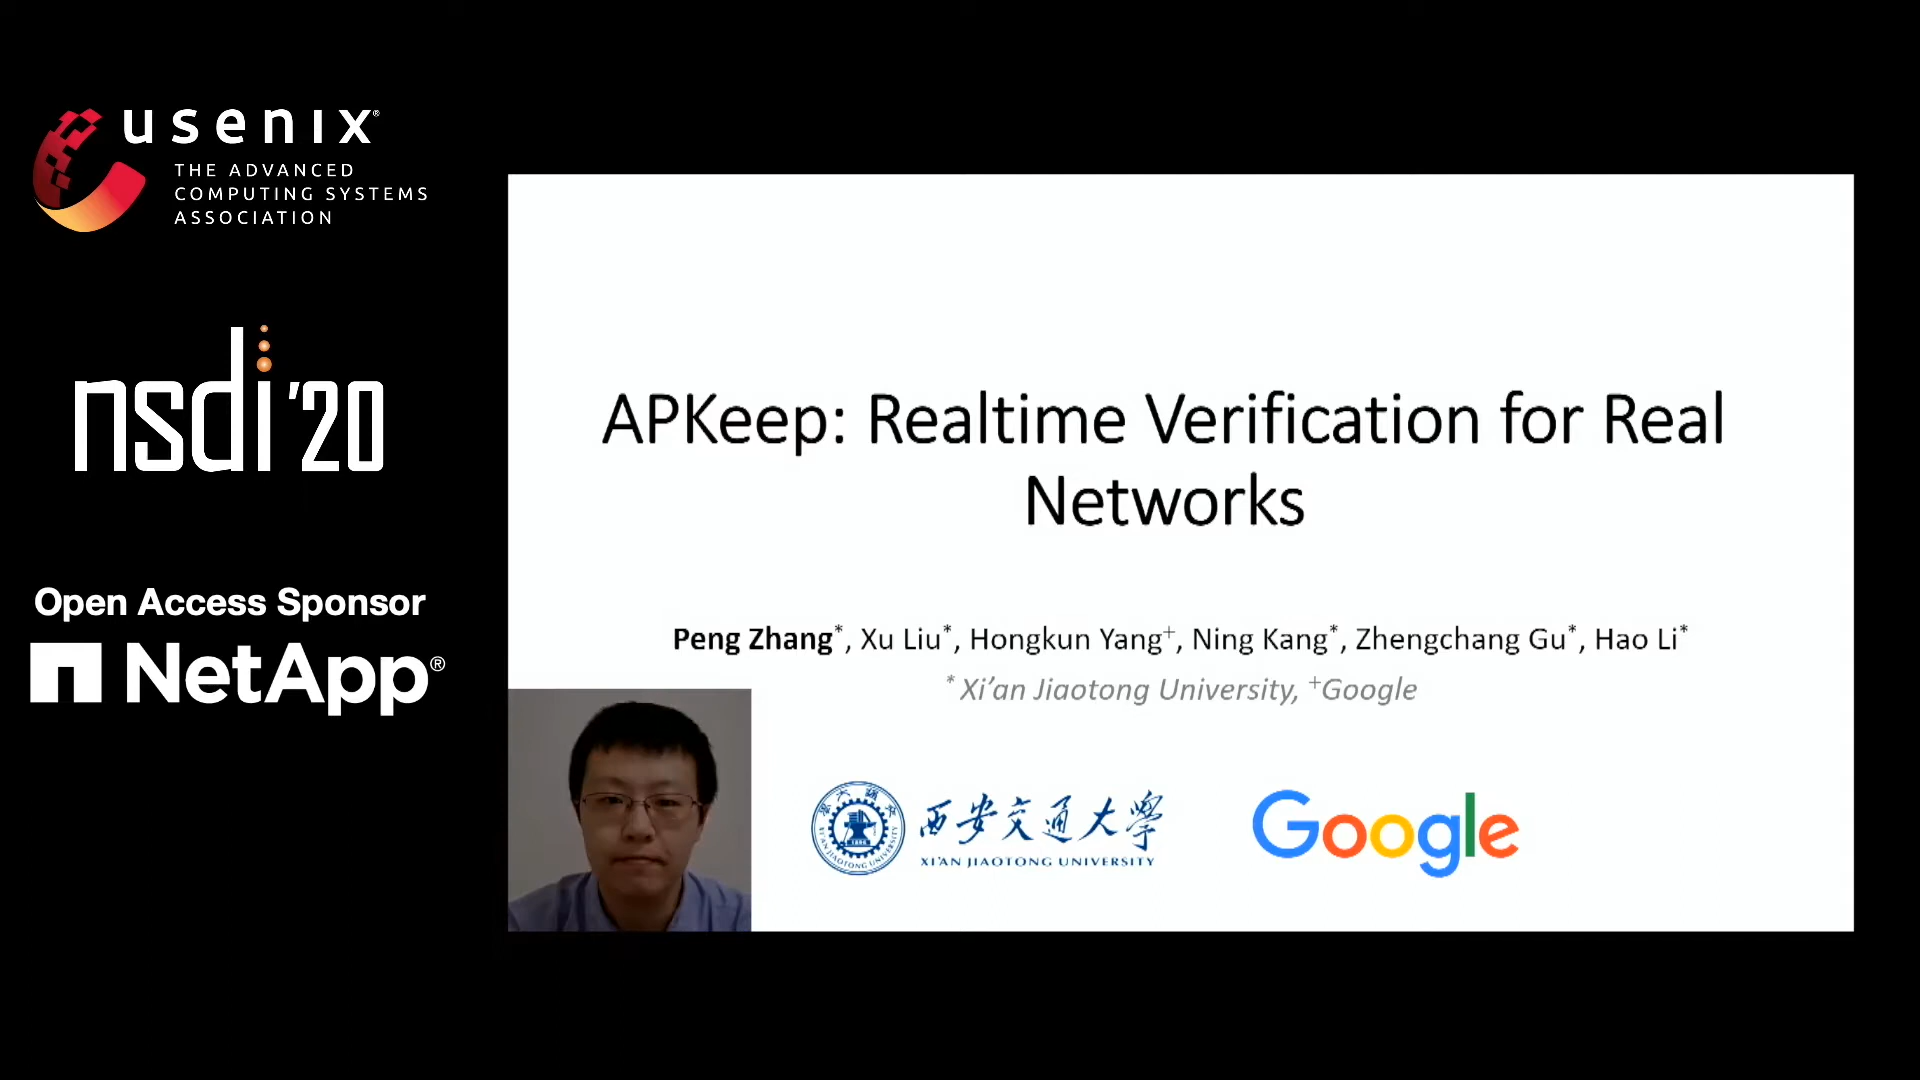 usenix®
THE ADVANCED
COMPUTING SYSTEMS
ASSOCIATION
nsdi '20
Open Access Sponsor
NetApp®
APKeep: Realtime Verification for Real
Networks
Peng Zhang*, Xu Liu*, Hongkun Yang+, Ning Kang*, Zhengchang Gu*, Hao Li*
*Xi'an Jiaotong University, +Google
西安交通大學
XI'AN JIAOTONG UNIVERSITY
Google